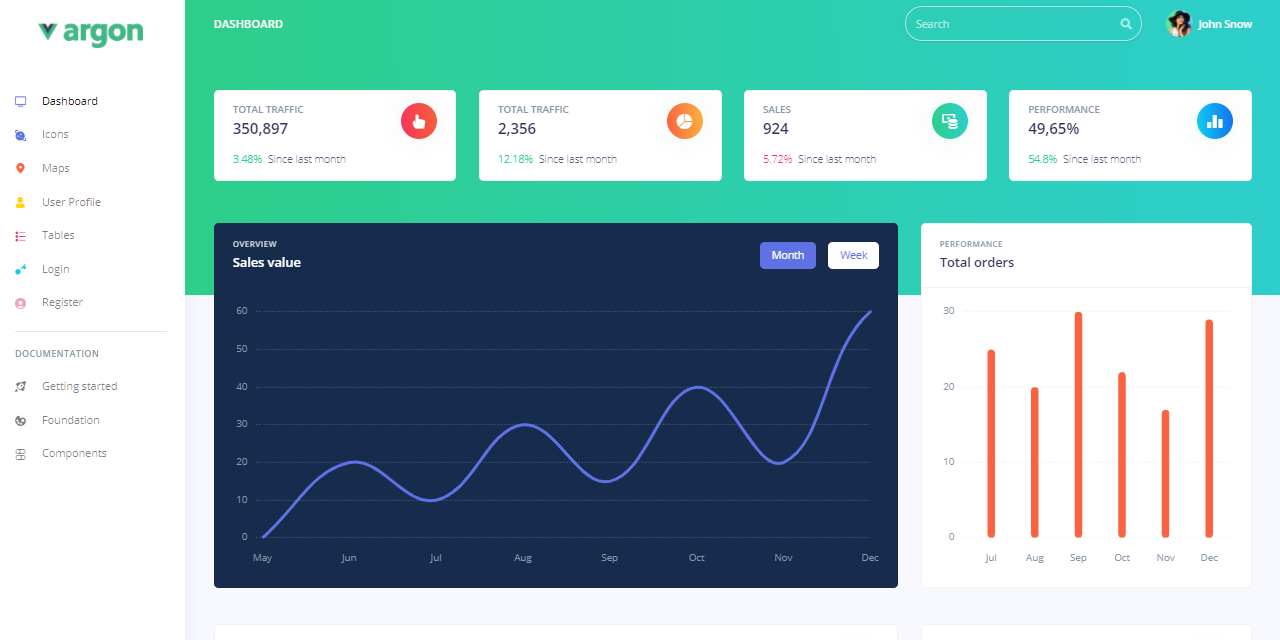 argon
DASHBOARD
Search
John Snow
Dashboard
Icons
Maps
User Profile
Tables
Login
Register
DOCUMENTATION
Getting started
Foundation
Components
TOTAL TRAFFIC
350,897
3.48% Since last month
TOTAL TRAFFIC
2,356
12.18% Since last month
SALES
924
5.72% Since last month
PERFORMANCE
49,65%
54.8% Since last month
OVERVIEW
Sales value
Month
Week
60
50
40
30
20
10
0
May Jun Jul Aug Sep Oct Nov Dec
PERFORMANCE
Total orders
30
20
10
0
Jul Aug Sep Oct Nov Dec